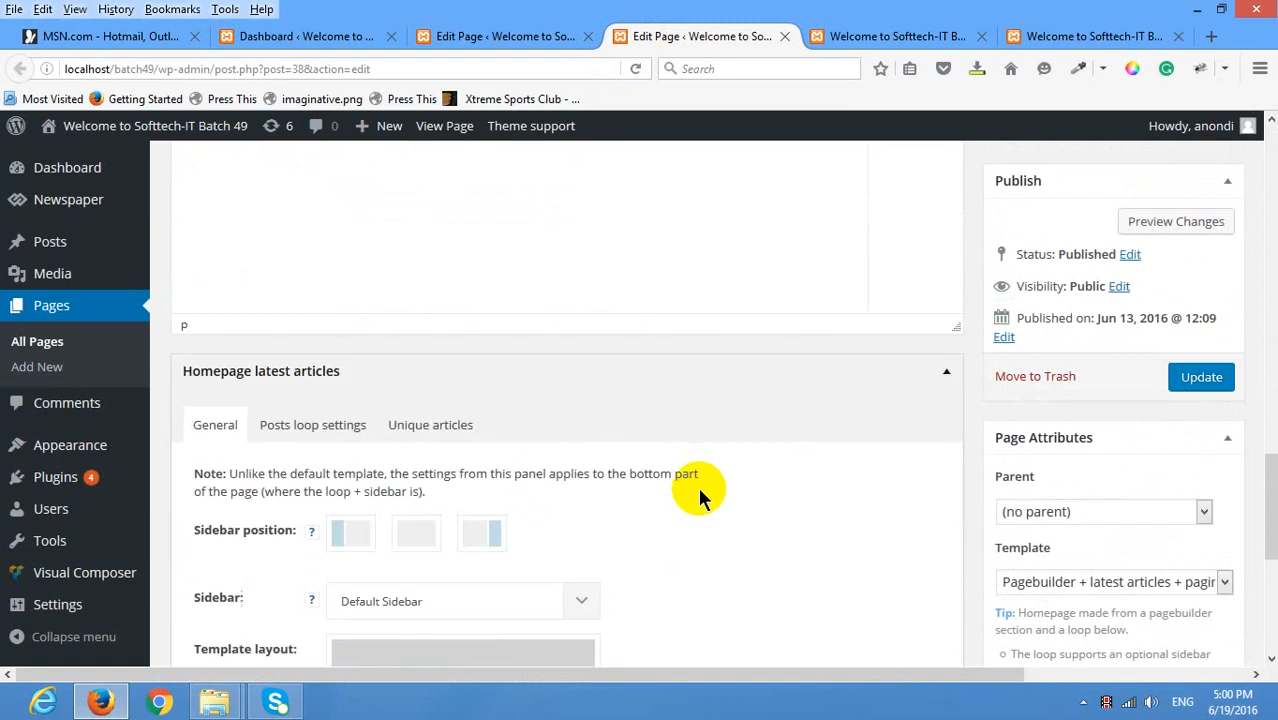 File Edit View History Bookmarks Tools Help
MSN.com - Hotmail, Outl... Dashboard ‹ Welcome to ... Edit Page ‹ Welcome to So... Edit Page ‹ Welcome to So... Welcome to Softtech-IT B... Welcome to Softtech-IT B...
localhost/batch49/wp-admin/post.php?post=38&action=edit Search
Most Visited Getting Started Press This imaginative.png Press This Xtreme Sports Club - ...
Welcome to Softtech-IT Batch 49 6 0 New View Page Theme support Howdy, anondi
Dashboard
Newspaper
Posts
Media
Pages
All Pages
Add New
Comments
Appearance
Plugins 4
Users
Tools
Visual Composer
Settings
Collapse menu
p
Homepage latest articles
General Posts loop settings Unique articles
Note: Unlike the default template, the settings from this panel applies to the bottom part
of the page (where the loop + sidebar is).
Sidebar position: ?
Sidebar: ? Default Sidebar
Template layout:
Publish
Preview Changes
Status: Published Edit
Visibility: Public Edit
Published on: Jun 13, 2016 @ 12:09
Edit
Move to Trash Update
Page Attributes
Parent
(no parent)
Template
Pagebuilder + latest articles + pagir
Tip: Homepage made from a pagebuilder
section and a loop below.
The loop supports an optional sidebar
ENG
5:00 PM
6/19/2016